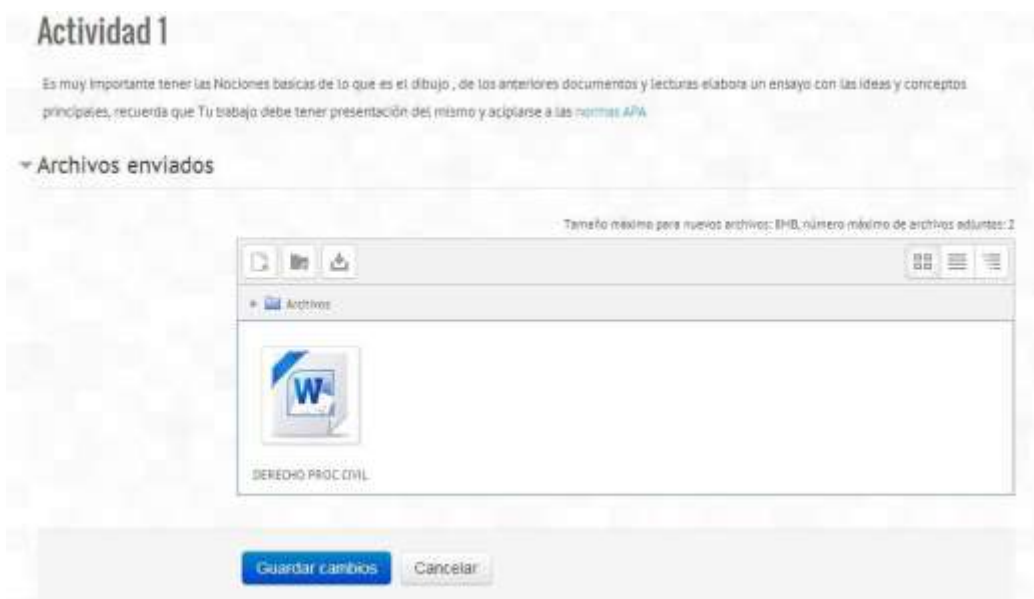 Actividad 1
Es muy importante tener las Nociones basicas de lo que es el dibujo , de los anteriores documentos y lecturas elabora un ensayo con las ideas y conceptos
principales, recuerda que Tu trabajo debe tener presentación del mismo y aciplarse a las normas APA
Archivos enviados
Tamaño máximo para nuevos archivos: 8MB, número máximo de archivos adjuntos: 2
Archivos
W
DERECHO PROC CIVIL
Guardar cambios
Cancelar